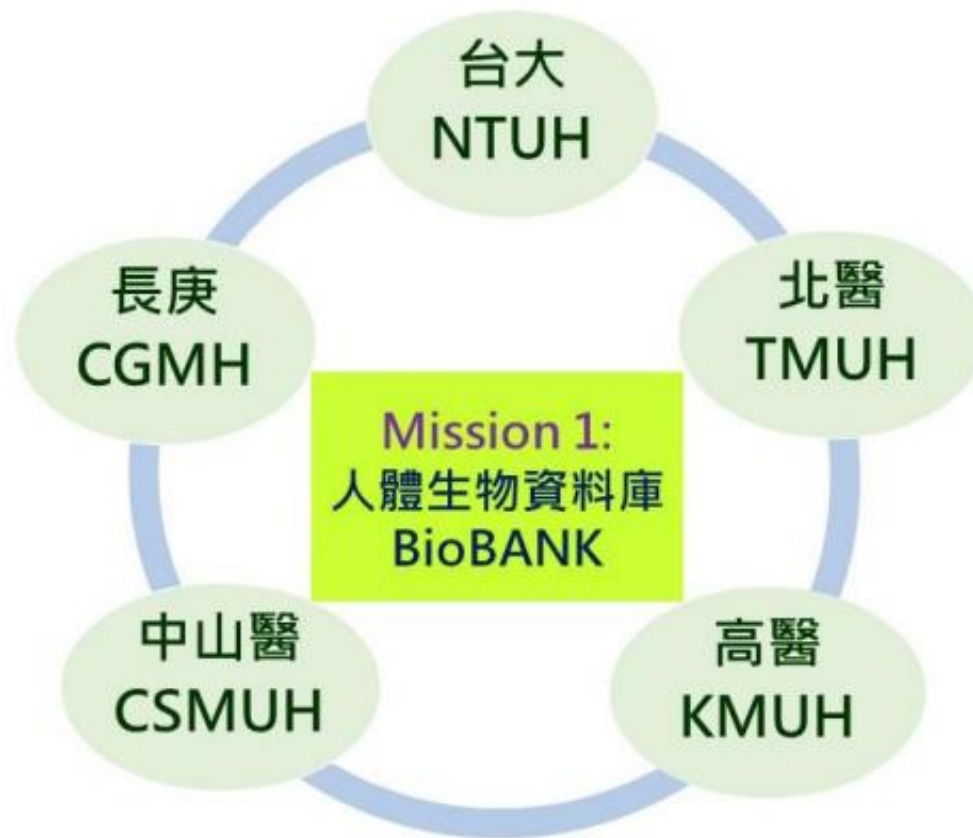 台大
NTUH
北醫
TMUH
高醫
KMUH
中山醫
CSMUH
長庚
CGMH
Mission 1:
人體生物資料庫
BioBANK